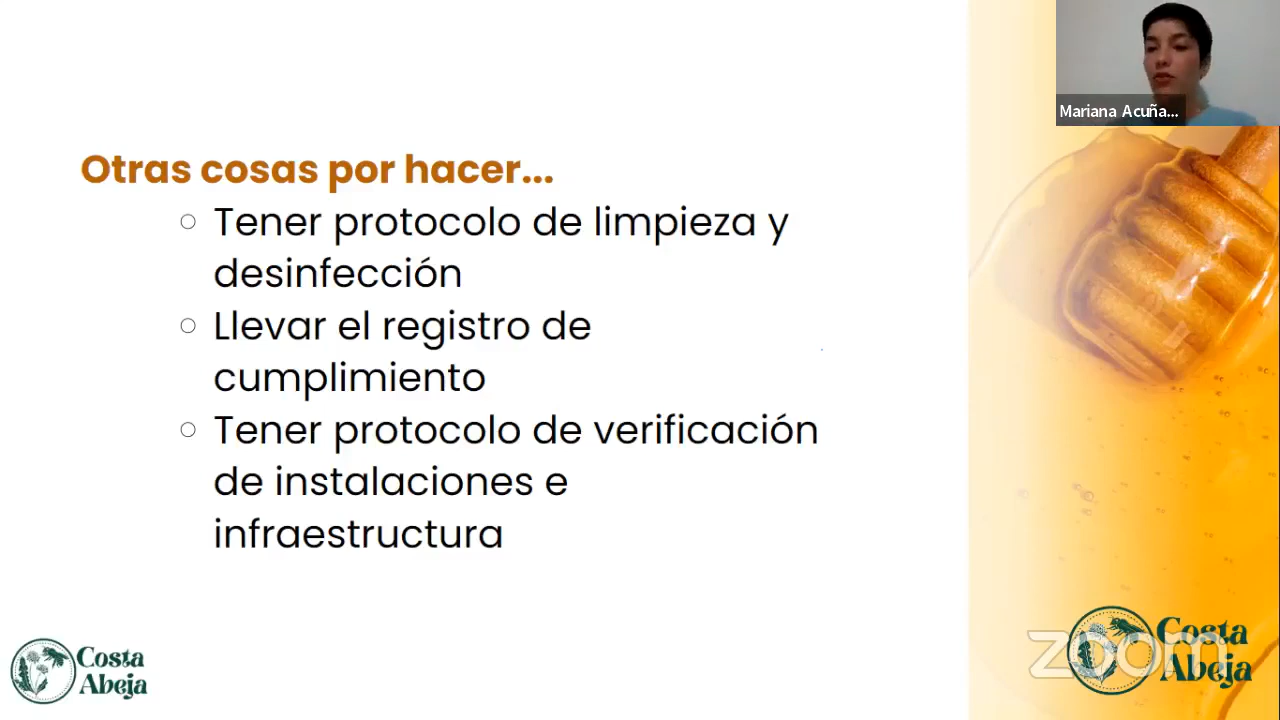 Mariana Acuña...
Otras cosas por hacer...
○ Tener protocolo de limpieza y
desinfección
○ Llevar el registro de
cumplimiento
○ Tener protocolo de verificación
de instalaciones e
infraestructura
Costa
Abeja
zoom
Costa
Abeja